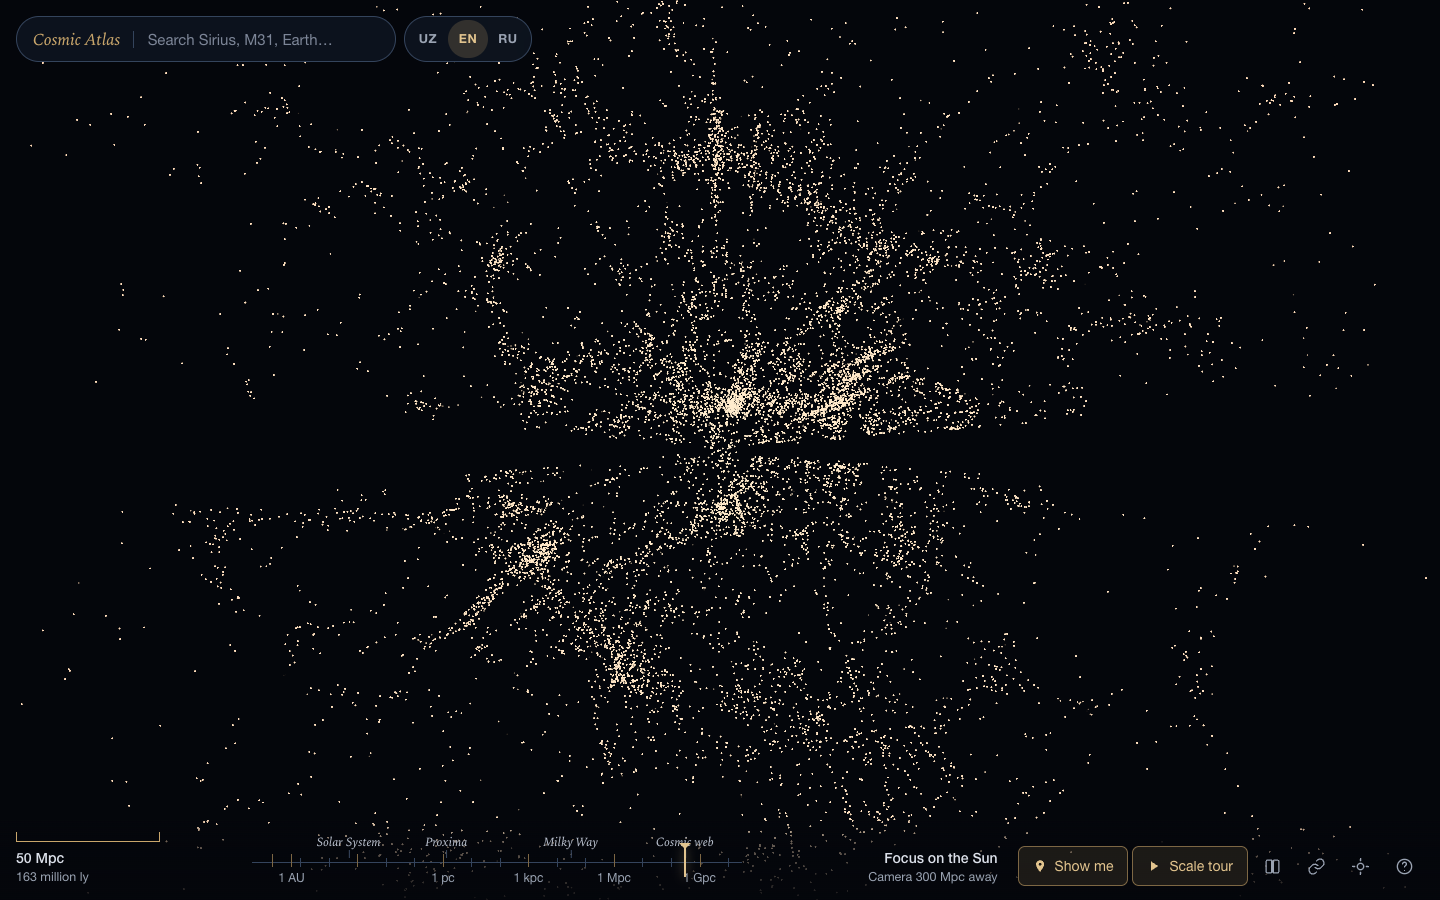 Cosmic Atlas
Search Sirius, M31, Earth…
UZ EN RU
50 Mpc
163 million ly
Solar System Proxima Milky Way Cosmic web
1 AU 1 pc 1 kpc 1 Mpc 1 Gpc
Focus on the Sun
Camera 300 Mpc away
Show me
Scale tour